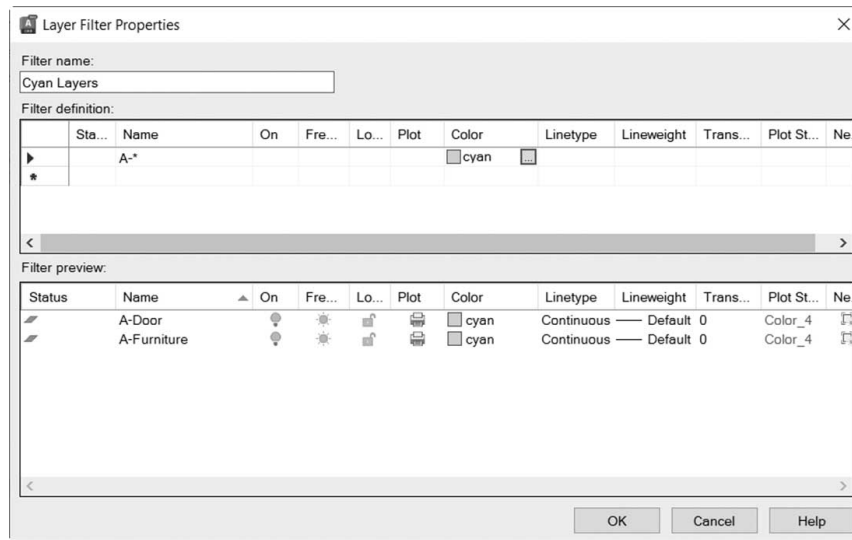 Layer Filter Properties
Filter name:
Cyan Layers
Filter definition:
Sta... Name On Fre... Lo... Plot Color Linetype Lineweight Trans... Plot St... Ne
A-* cyan ...
*
Filter preview:
Status Name On Fre... Lo... Plot Color Linetype Lineweight Trans... Plot St... Ne
A-Door cyan Continuous Default 0 Color_4
A-Furniture cyan Continuous Default 0 Color_4
OK Cancel Help